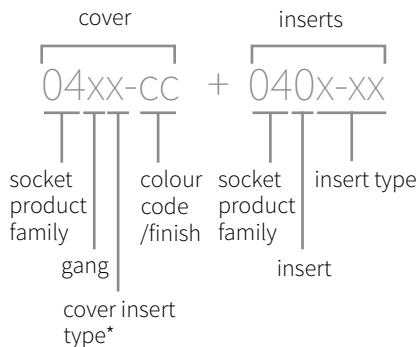 cover
inserts
04xx-cc + 040x-xx
socket
product
family
colour
code
/finish
socket
product
family
insert type
gang
insert
cover insert
type*